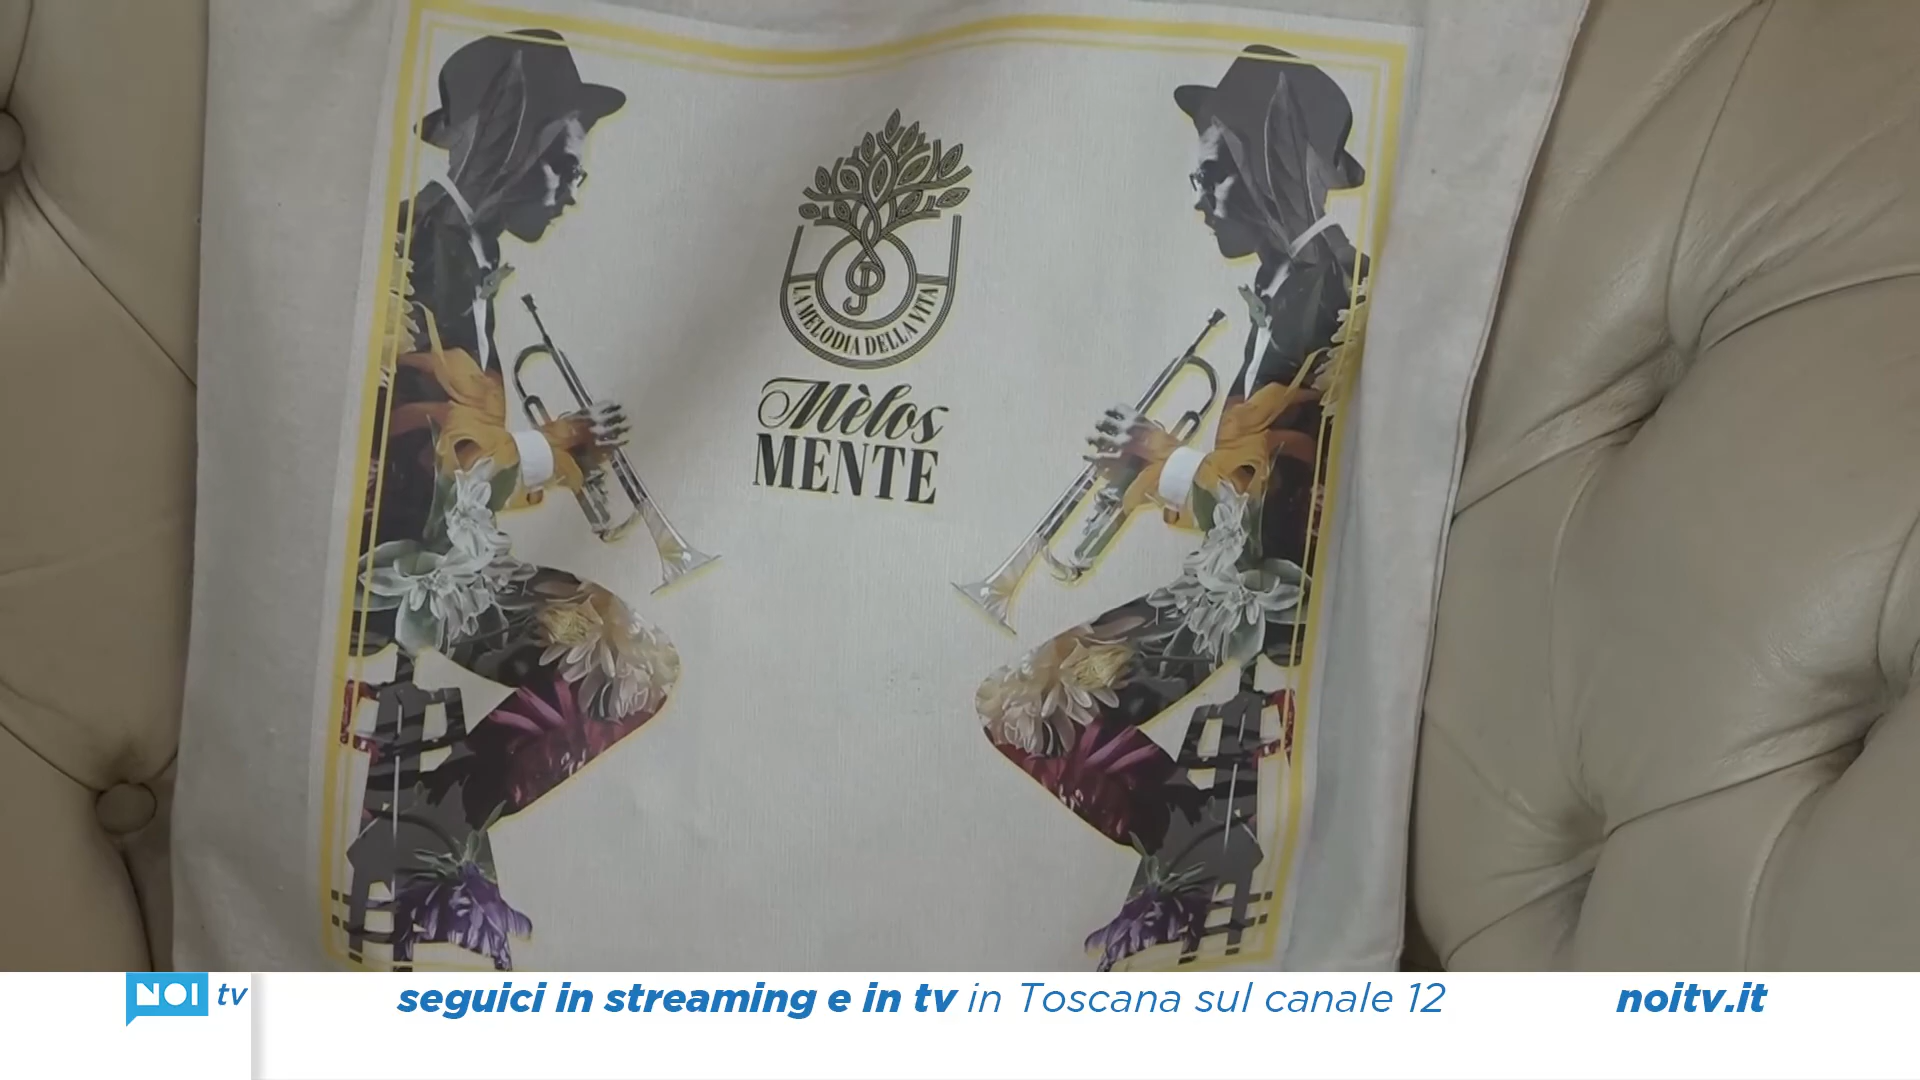 LA MELODIA DELLA VITA
Mèlos
MENTE
NOI tv
seguici in streaming e in tv in Toscana sul canale 12
noitv.it